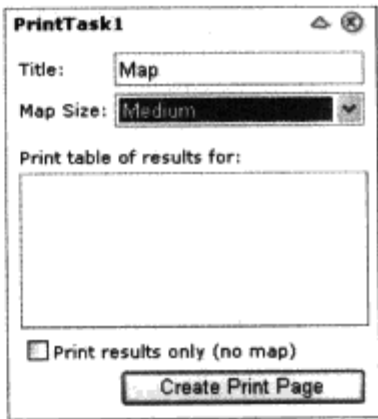 PrintTask1
Title: Map
Map Size: Medium
Print table of results for:
Print results only (no map)
Create Print Page